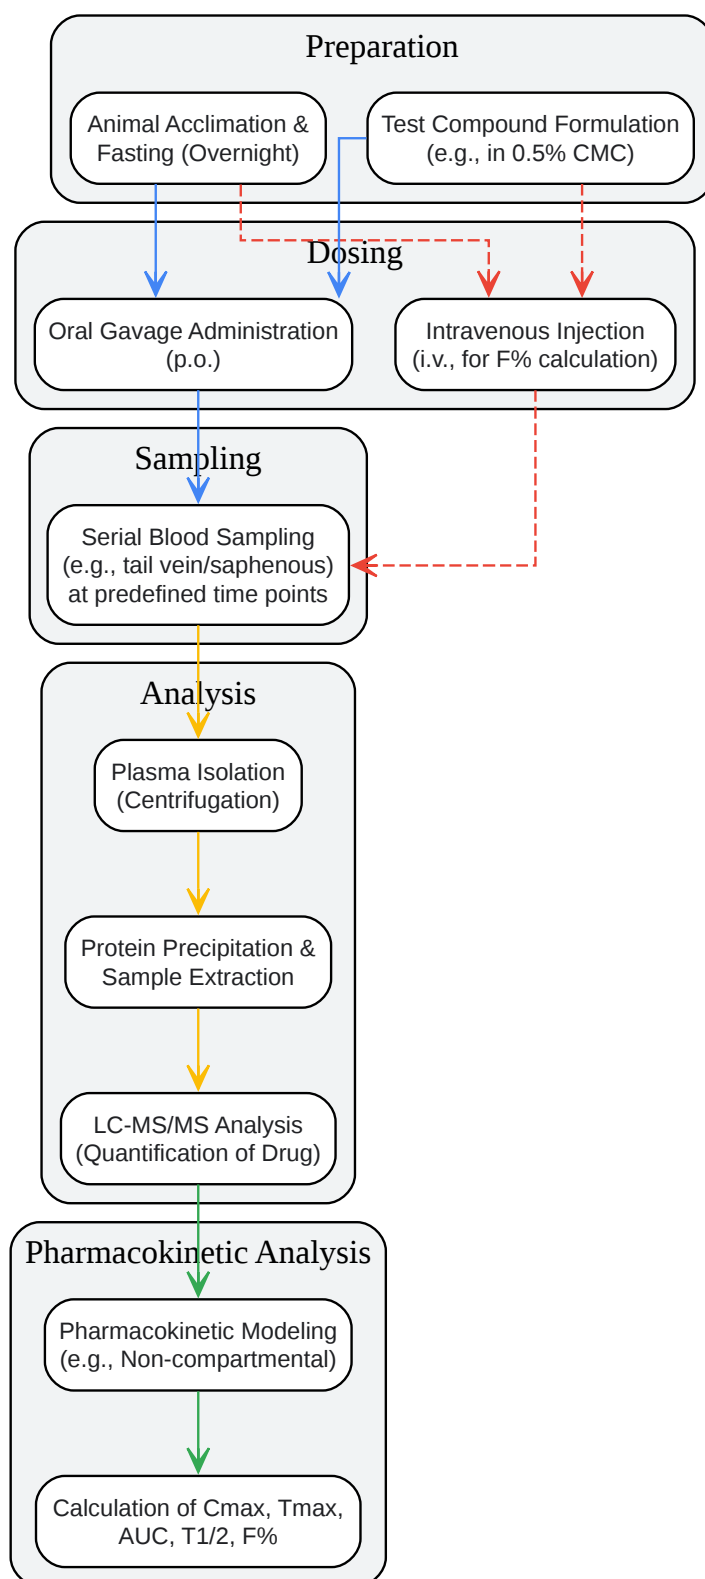 Preparation
Animal Acclimation &
Fasting (Overnight)
Test Compound Formulation
(e.g., in 0.5% CMC)
Dosing
Oral Gavage Administration
(p.o.)
Intravenous Injection
(i.v., for F% calculation)
Sampling
Serial Blood Sampling
(e.g., tail vein/saphenous)
at predefined time points
Analysis
Plasma Isolation
(Centrifugation)
Protein Precipitation &
Sample Extraction
LC-MS/MS Analysis
(Quantification of Drug)
Pharmacokinetic Analysis
Pharmacokinetic Modeling
(e.g., Non-compartmental)
Calculation of Cmax, Tmax,
AUC, T1/2, F%